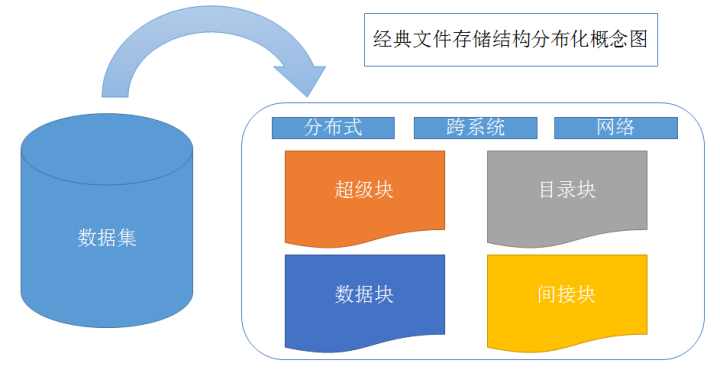 经典文件存储结构分布化概念图
分布式
跨系统
网络
超级块
目录块
数据集
数据块
间接块